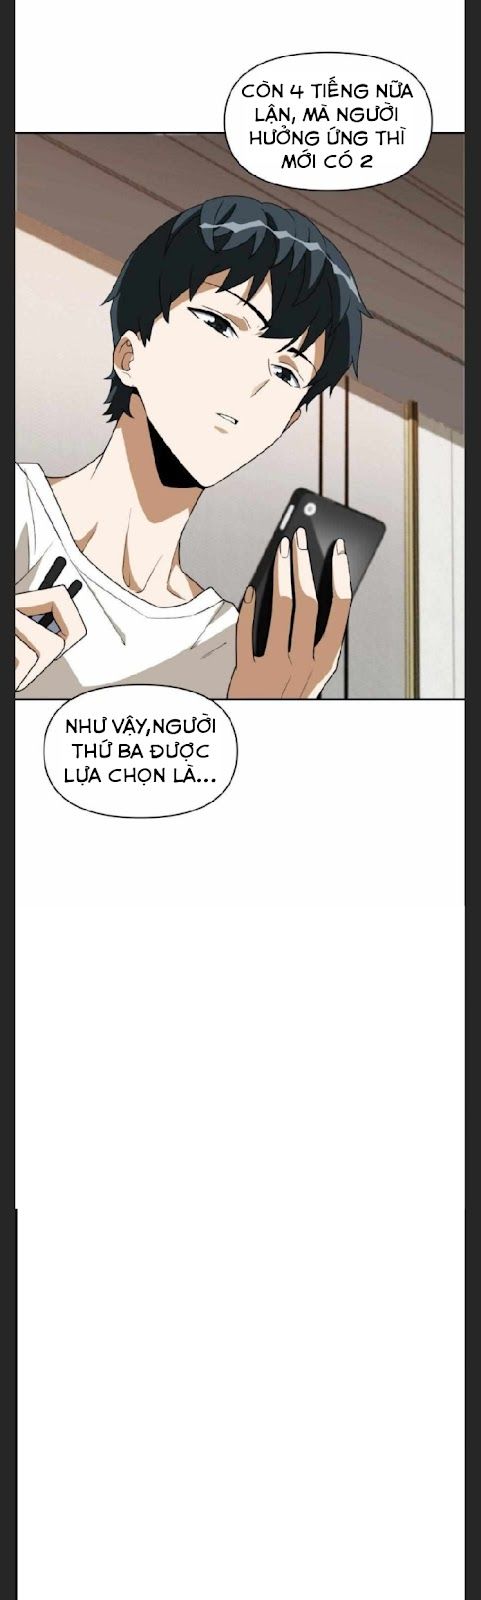 CÒN 4 TIẾNG NỮA
LẬN, MÀ NGƯỜI
HƯỞNG ỨNG THÌ
MỚI CÓ 2
NHƯ VẬY,NGƯỜI
THỨ BA ĐƯỢC
LỰA CHỌN LÀ...